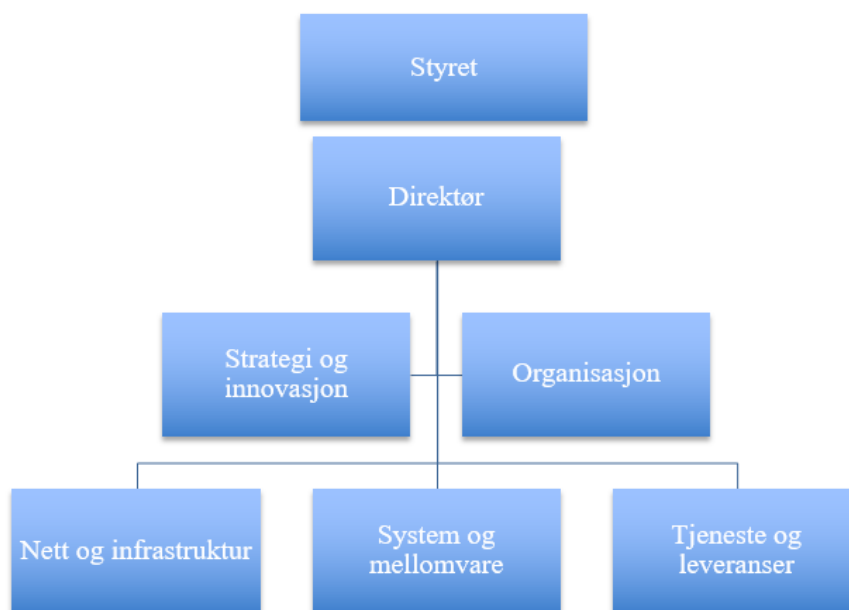 Styret
Direktør
Strategi og
innovasjon
Organisasjon
Nett og infrastruktur
System og
mellomvare
Tjeneste og
leveranser